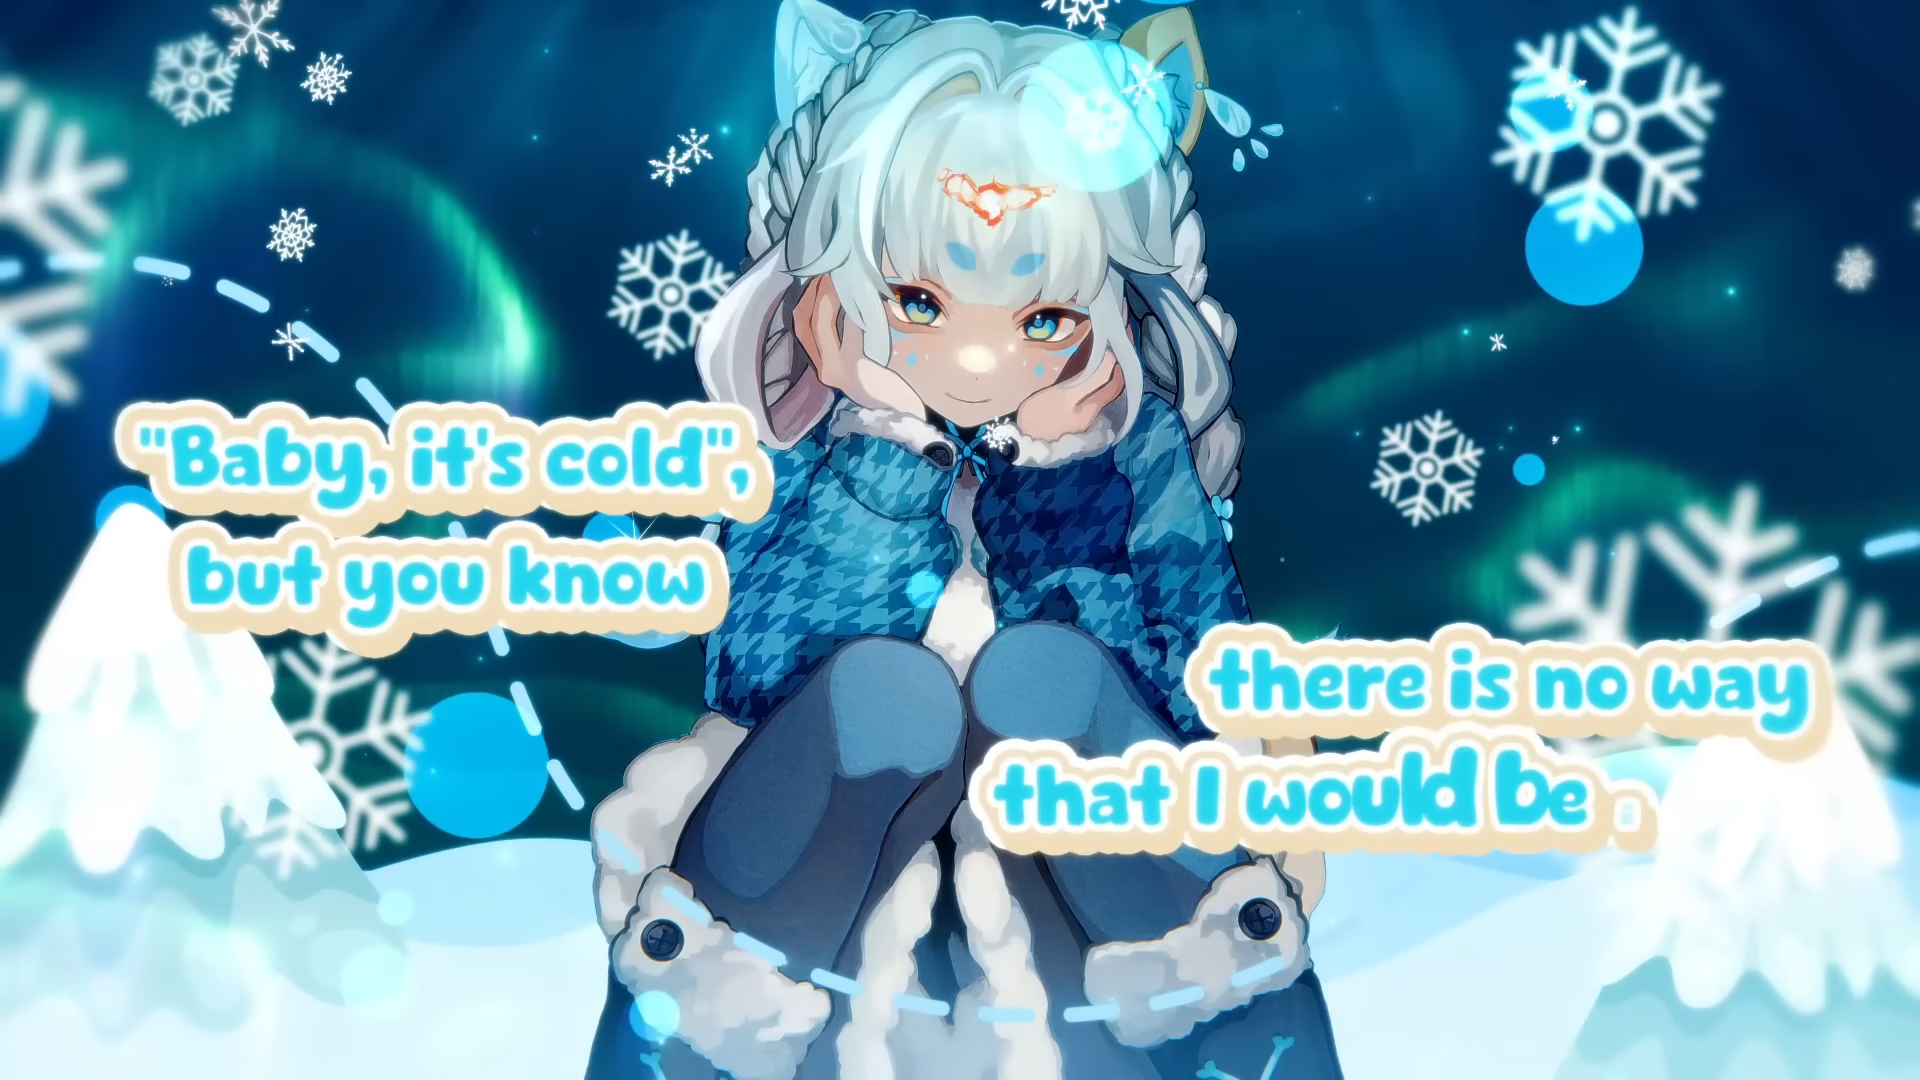 "Baby, it's cold",
but you know
there is no way
that I would be .